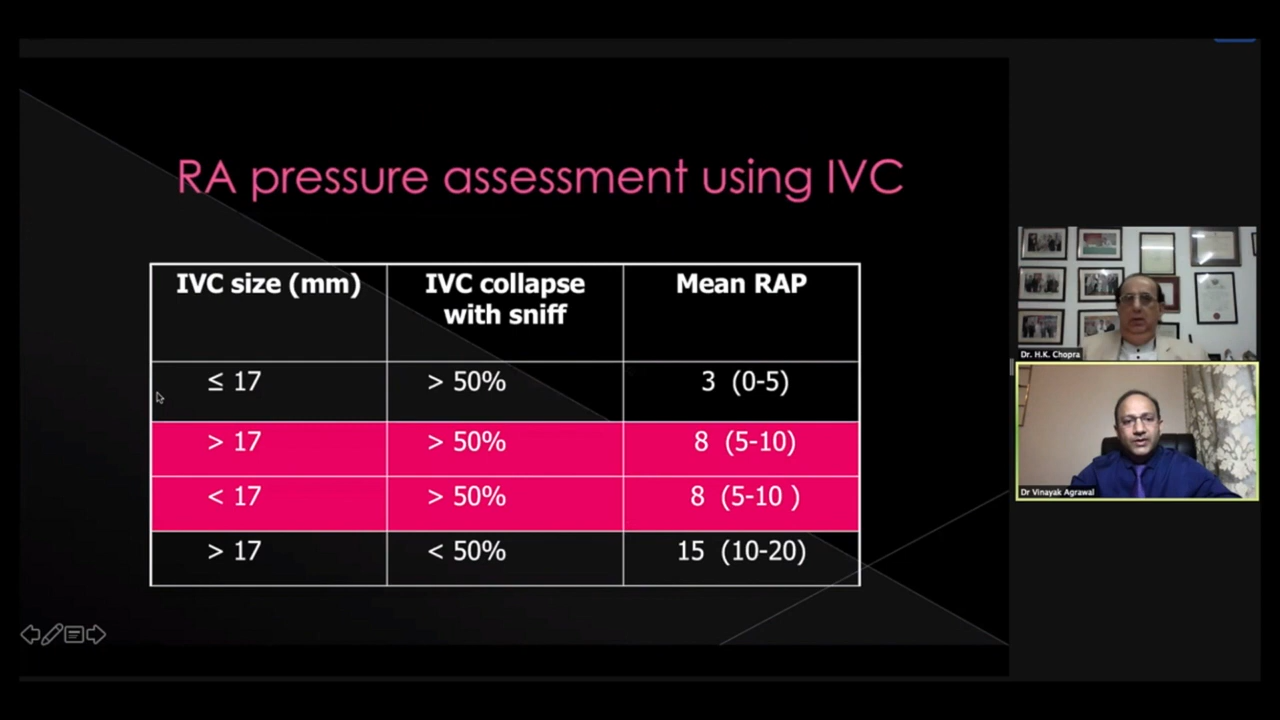 RA pressure assessment using IVC
IVC size (mm) IVC collapse with sniff Mean RAP
≤ 17 > 50% 3 (0-5)
> 17 > 50% 8 (5-10)
< 17 > 50% 8 (5-10 )
> 17 < 50% 15 (10-20)
Dr. H.K. Chopra
Dr Vinayak Agrawal